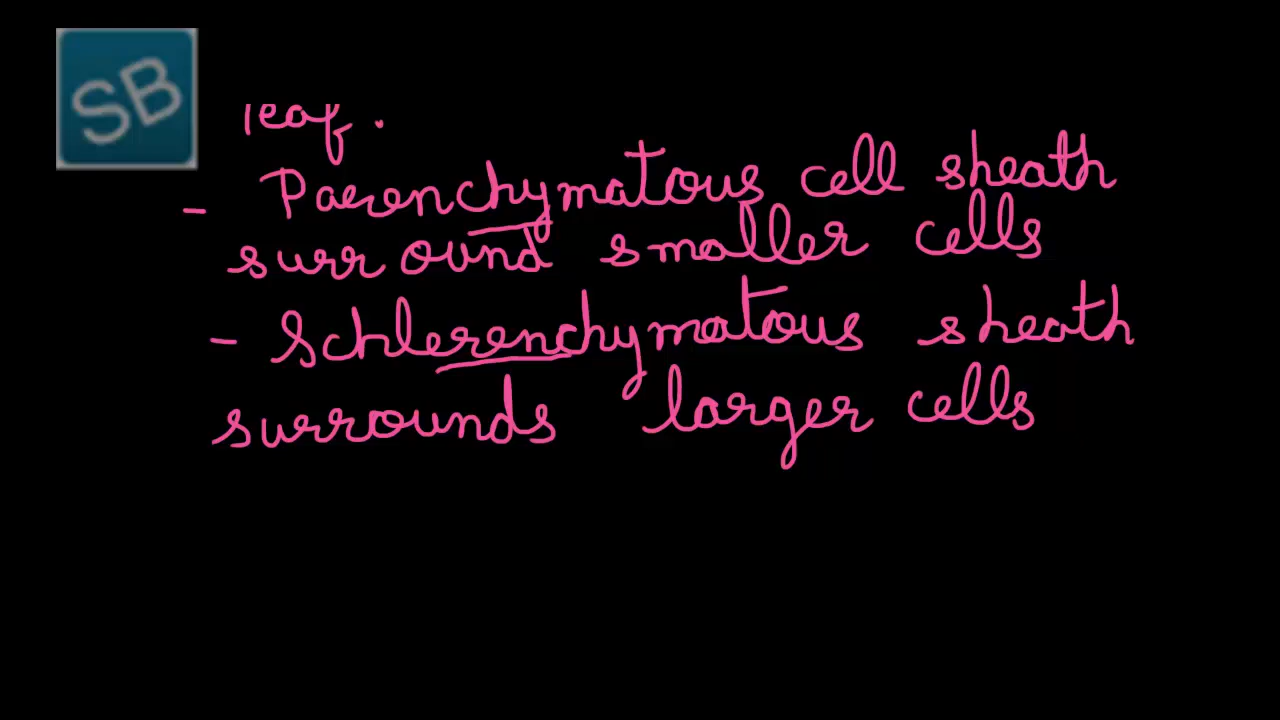 SB
leaf.
- Parenchymatous cell sheath
surround smaller cells
- Schlerenchymatous sheath
surrounds larger cells